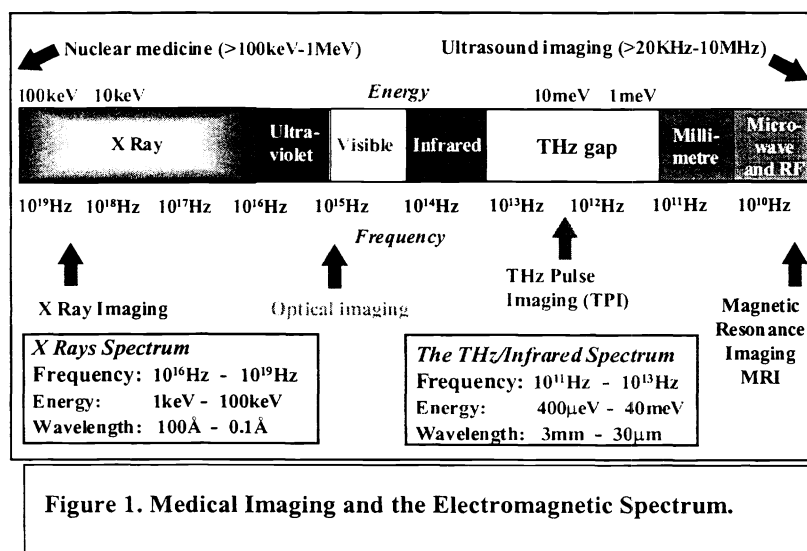 Nuclear medicine (>100keV-1MeV) Ultrasound imaging (>20KHz-10MHz)
100keV 10keV Energy 10meV 1meV
X Ray Ultra-violet Visible Infrared THz gap Milli-metre Micro-wave and RF
10¹⁹Hz 10¹⁸Hz 10¹⁷Hz 10¹⁶Hz 10¹⁵Hz 10¹⁴Hz 10¹³Hz 10¹²Hz 10¹¹Hz 10¹⁰Hz
Frequency
X Ray Imaging
Optical imaging
THz Pulse
Imaging (TPI)
Magnetic
Resonance
Imaging
MRI
X Rays Spectrum
Frequency: 10¹⁶Hz - 10¹⁹Hz
Energy: 1keV - 100keV
Wavelength: 100Å - 0.1Å
The THz/Infrared Spectrum
Frequency: 10¹¹Hz - 10¹³Hz
Energy: 400µeV - 40meV
Wavelength: 3mm - 30µm
Figure 1. Medical Imaging and the Electromagnetic Spectrum.